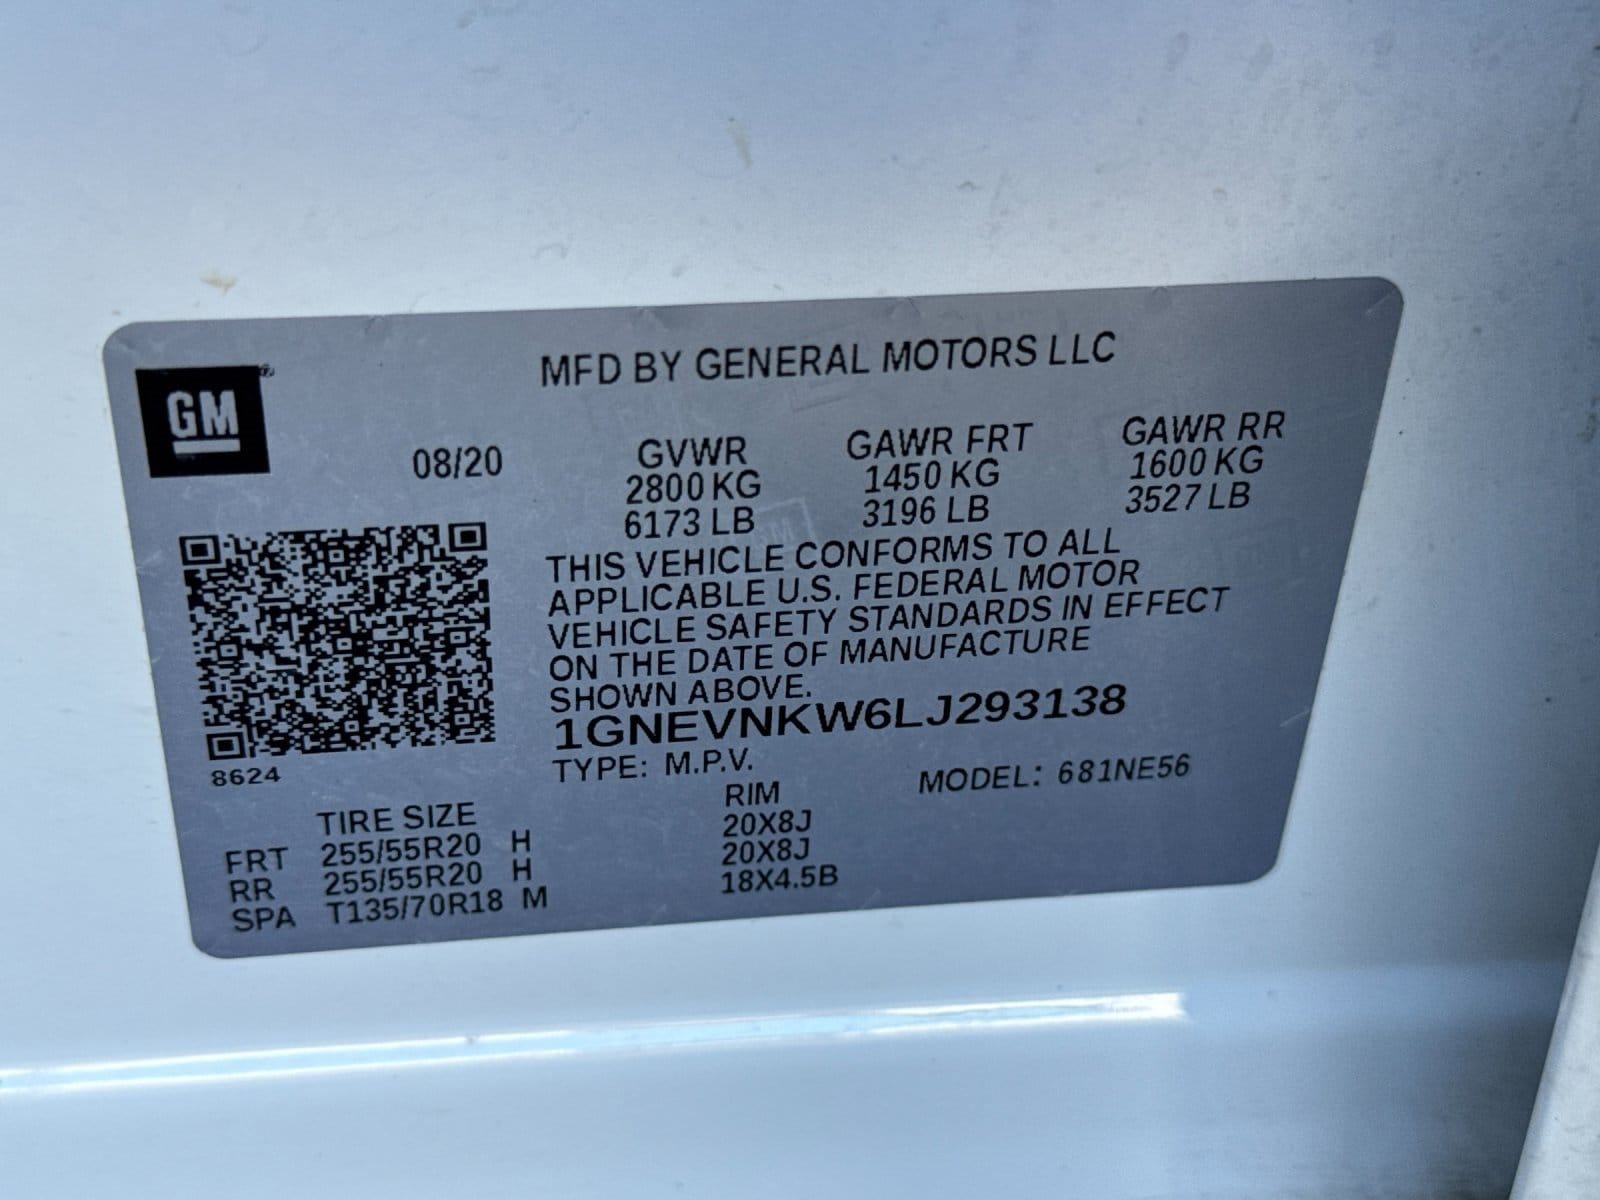 MFD BY GENERAL MOTORS LLC
GM®
08/20 GVWR GAWR FRT GAWR RR
2800 KG 1450 KG 1600 KG
6173 LB 3196 LB 3527 LB
THIS VEHICLE CONFORMS TO ALL
APPLICABLE U.S. FEDERAL MOTOR
VEHICLE SAFETY STANDARDS IN EFFECT
ON THE DATE OF MANUFACTURE
SHOWN ABOVE.
1GNEVNKW6LJ293138
8624 TYPE: M.P.V. MODEL: 681NE56
TIRE SIZE RIM
FRT 255/55R20 H 20X8J
RR 255/55R20 H 20X8J
SPA T135/70R18 M 18X4.5B